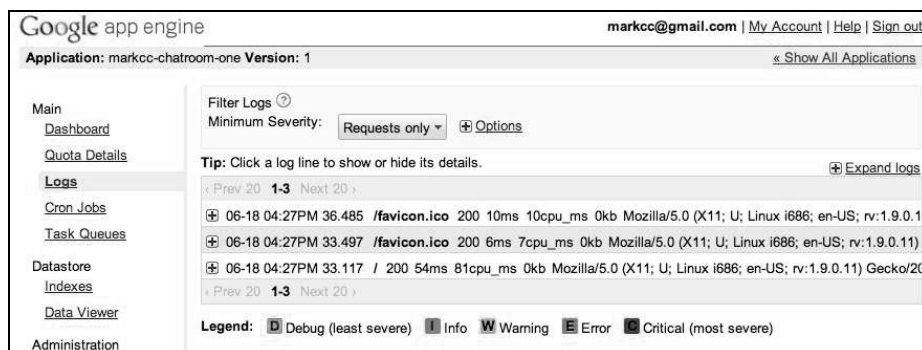 Google app engine
markcc@gmail.com | My Account | Help | Sign out
Application: markcc-chatroom-one Version: 1
« Show All Applications
Main
Dashboard
Quota Details
Logs
Cron Jobs
Task Queues
Datastore
Indexes
Data Viewer
Administration
Filter Logs ?
Minimum Severity: Requests only + Options
Tip: Click a log line to show or hide its details.
+ Expand logs
‹ Prev 20 1-3 Next 20 ›
+ 06-18 04:27PM 36.485 /favicon.ico 200 10ms 10cpu_ms 0kb Mozilla/5.0 (X11; U; Linux i686; en-US; rv:1.9.0.1
+ 06-18 04:27PM 33.497 /favicon.ico 200 6ms 7cpu_ms 0kb Mozilla/5.0 (X11; U; Linux i686; en-US; rv:1.9.0.11)
+ 06-18 04:27PM 33.117 / 200 54ms 81cpu_ms 0kb Mozilla/5.0 (X11; U; Linux i686; en-US; rv:1.9.0.11) Gecko/20
‹ Prev 20 1-3 Next 20 ›
Legend: D Debug (least severe) I Info W Warning E Error C Critical (most severe)